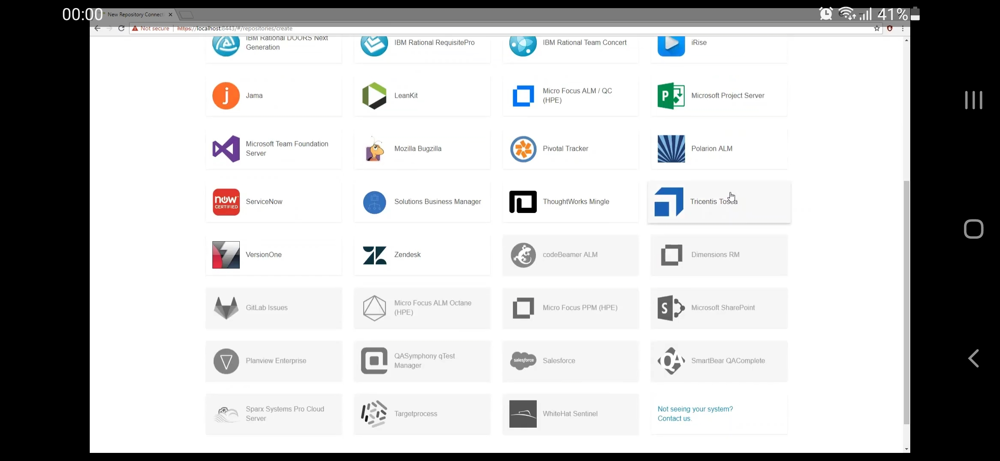 00:00
41%
New Repository Connect
Not secure
https://localhost:8443/#/repositories/create
IBM Rational DOORS Next
Generation
IBM Rational RequisitePro
IBM Rational Team Concert
iRise
j
Jama
LeanKit
Micro Focus ALM / QC
(HPE)
P
Microsoft Project Server
Microsoft Team Foundation
Server
Mozilla Bugzilla
Pivotal Tracker
Polarion ALM
now
CERTIFIED
ServiceNow
Solutions Business Manager
ThoughtWorks Mingle
Tricentis Tosca
VersionOne
Zendesk
codeBeamer ALM
Dimensions RM
GitLab Issues
Micro Focus ALM Octane
(HPE)
Micro Focus PPM (HPE)
S
Microsoft SharePoint
Planview Enterprise
QASymphony qTest
Manager
salesforce
Salesforce
QA
SmartBear QAComplete
Sparx Systems Pro Cloud
Server
Targetprocess
WhiteHat Sentinel
Not seeing your system?
Contact us.